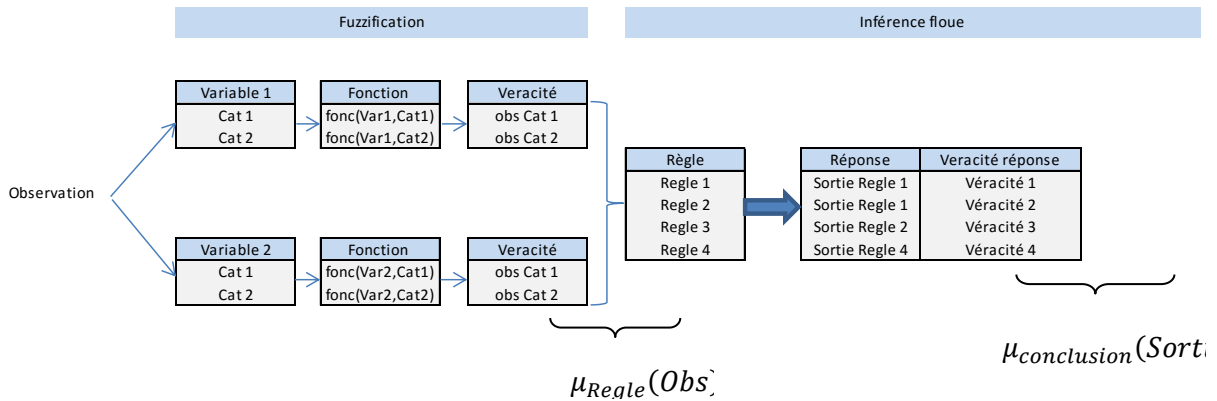 Fuzzification
Inférence floue
Variable 1
Cat 1
Cat 2
Fonction
fonc(Var1,Cat1)
fonc(Var1,Cat2)
Veracité
obs Cat 1
obs Cat 2
Observation
Variable 2
Cat 1
Cat 2
Fonction
fonc(Var2,Cat1)
fonc(Var2,Cat2)
Veracité
obs Cat 1
obs Cat 2
Règle
Regle 1
Regle 2
Regle 3
Regle 4
Réponse Veracité réponse
Sortie Regle 1 Véracité 1
Sortie Regle 1 Véracité 2
Sortie Regle 2 Véracité 3
Sortie Regle 4 Véracité 4
μRegle(Obs)
μconclusion(Sorti